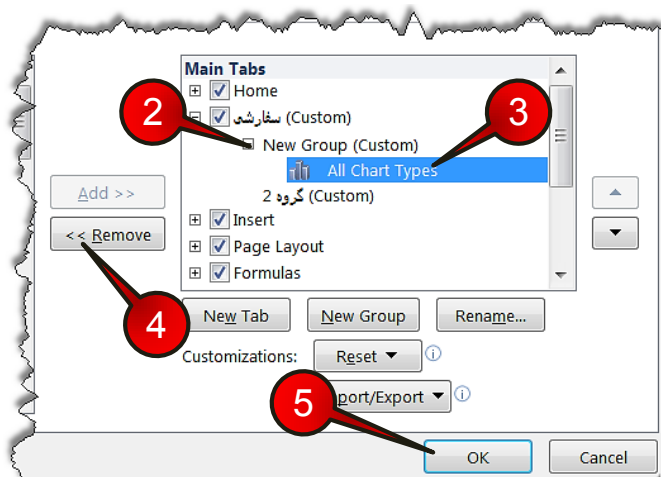 Main Tabs
Home
سفارشی (Custom)
2
3
New Group (Custom)
All Chart Types
Add >>
گروه 2 (Custom)
<< Remove
Insert
Page Layout
Formulas
4
New Tab New Group Rename...
Customizations: Reset
5
port/Export
OK Cancel